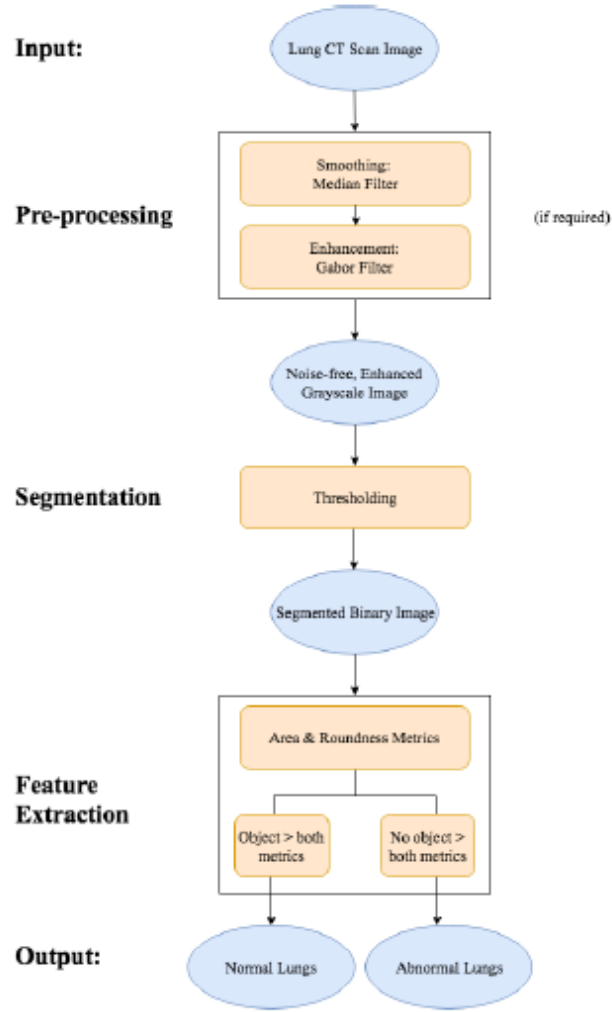 Input:
Lung CT Scan Image
Smoothing:
Median Filter
Pre-processing
(if required)
Enhancement:
Gabor Filter
Noise-free, Enhanced
Grayscale Image
Segmentation
Thresholding
Segmented Binary Image
Area & Roundness Metrics
Feature
Extraction
Object > both
metrics
No object >
both metrics
Output:
Normal Lungs
Abnormal Lungs